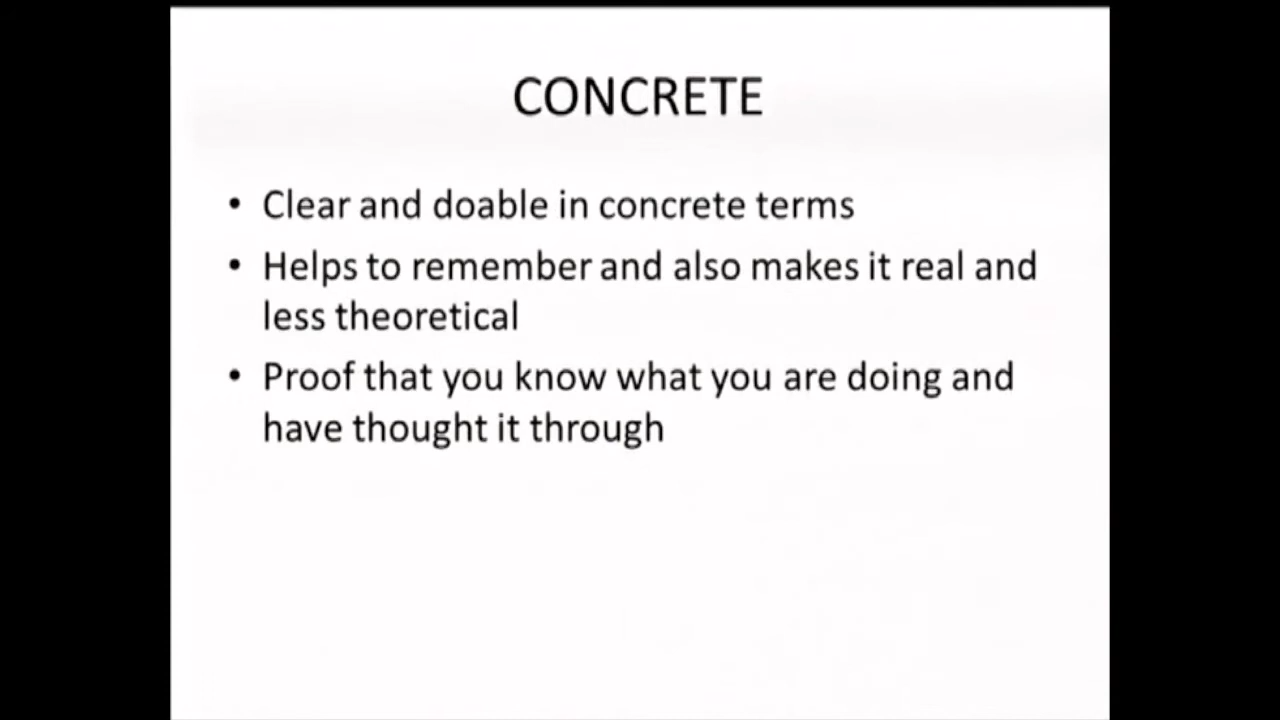 CONCRETE
• Clear and doable in concrete terms
• Helps to remember and also makes it real and
less theoretical
• Proof that you know what you are doing and
have thought it through